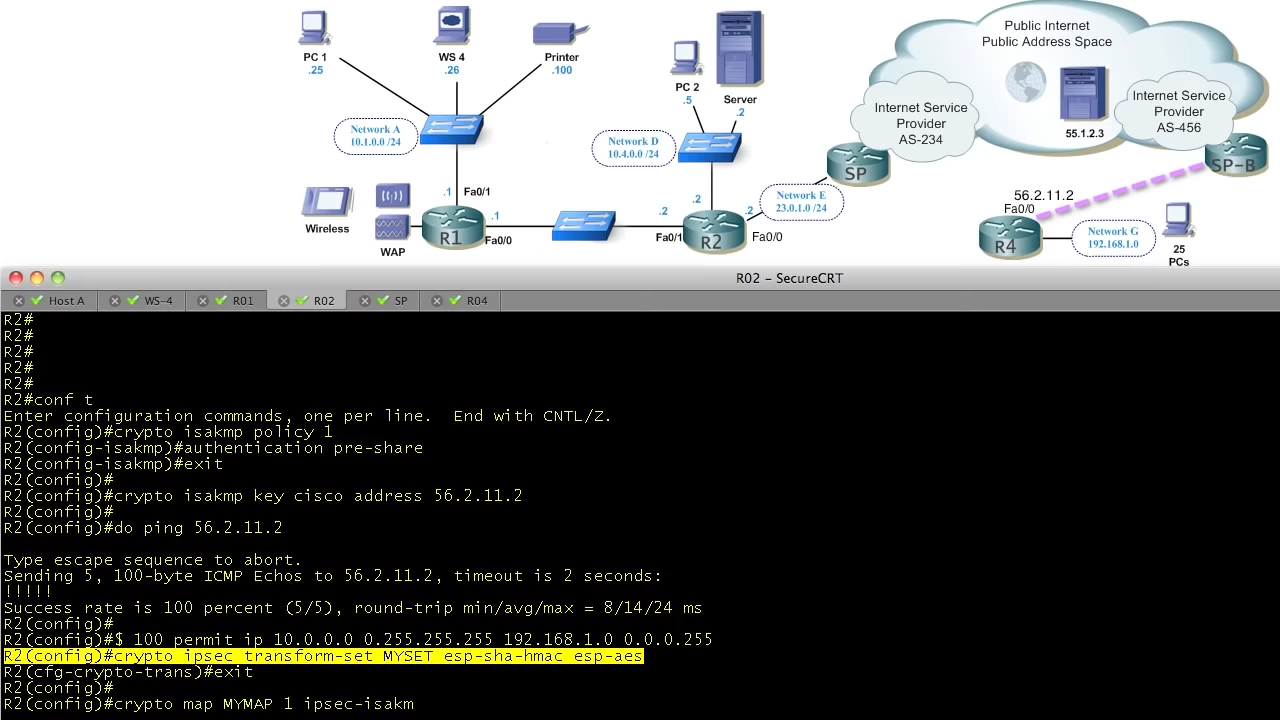 Public Internet
Public Address Space
PC 1
.25
WS 4
.26
Printer
.100
PC 2
.5
Server
.2
Internet Service
Provider
AS-234
55.1.2.3
Internet Service
Provider
AS-456
Network A
10.1.0.0 /24
Network D
10.4.0.0 /24
SP
SP-B
Network E
23.0.1.0 /24
56.2.11.2
Fa0/0
.1
Fa0/1
Wireless
WAP
R1
.1
Fa0/0
.2
Fa0/1
.2
R2
.2
Fa0/0
R4
Network G
192.168.1.0
25
PCs
R02 - SecureCRT
Host A
WS-4
R01
R02
SP
R04
R2#
R2#
R2#
R2#
R2#
R2#conf t
Enter configuration commands, one per line.  End with CNTL/Z.
R2(config)#crypto isakmp policy 1
R2(config-isakmp)#authentication pre-share
R2(config-isakmp)#exit
R2(config)#
R2(config)#crypto isakmp key cisco address 56.2.11.2
R2(config)#
R2(config)#do ping 56.2.11.2
Type escape sequence to abort.
Sending 5, 100-byte ICMP Echos to 56.2.11.2, timeout is 2 seconds:
!!!!!
Success rate is 100 percent (5/5), round-trip min/avg/max = 8/14/24 ms
R2(config)#
R2(config)#$ 100 permit ip 10.0.0.0 0.255.255.255 192.168.1.0 0.0.0.255
R2(config)#crypto ipsec transform-set MYSET esp-sha-hmac esp-aes
R2(cfg-crypto-trans)#exit
R2(config)#
R2(config)#crypto map MYMAP 1 ipsec-isakm